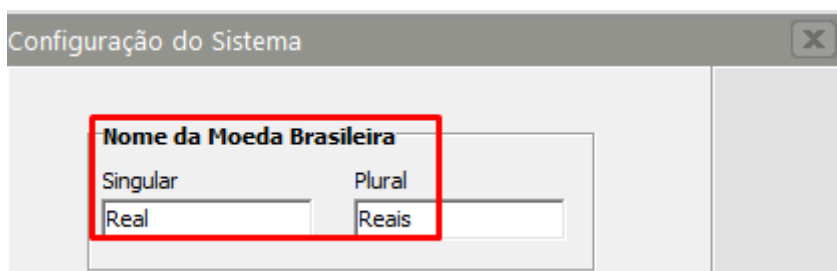 Configuração do Sistema
Nome da Moeda Brasileira
Singular Plural
Real Reais